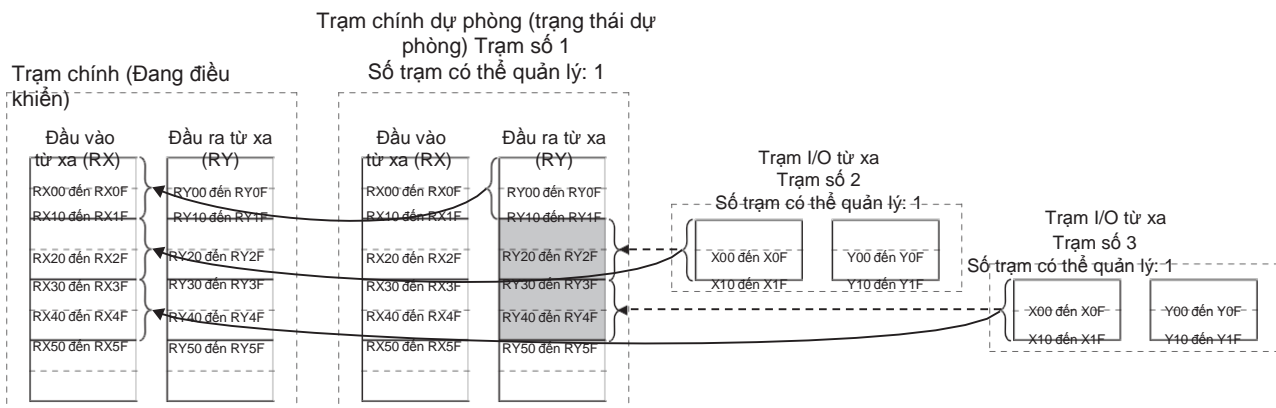 Trạm chính dự phòng (trạng thái dự
phòng) Trạm số 1
Số trạm có thể quản lý: 1
Trạm chính (Đang điều
khiển)
Đầu vào
từ xa (RX)
Đầu ra từ xa
(RY)
RX00 đến RX0F
RX10 đến RX1F
RX20 đến RX2F
RX30 đến RX3F
RX40 đến RX4F
RX50 đến RX5F
RY00 đến RY0F
RY10 đến RY1F
RY20 đến RY2F
RY30 đến RY3F
RY40 đến RY4F
RY50 đến RY5F
Đầu vào
từ xa (RX)
Đầu ra từ xa
(RY)
RX00 đến RX0F
RX10 đến RX1F
RX20 đến RX2F
RX30 đến RX3F
RX40 đến RX4F
RX50 đến RX5F
RY00 đến RY0F
RY10 đến RY1F
RY20 đến RY2F
RY30 đến RY3F
RY40 đến RY4F
RY50 đến RY5F
Trạm I/O từ xa
Trạm số 2
Số trạm có thể quản lý: 1
X00 đến X0F
X10 đến X1F
Y00 đến Y0F
Y10 đến Y1F
Trạm I/O từ xa
Trạm số 3
Số trạm có thể quản lý: 1
X00 đến X0F
X10 đến X1F
Y00 đến Y0F
Y10 đến Y1F